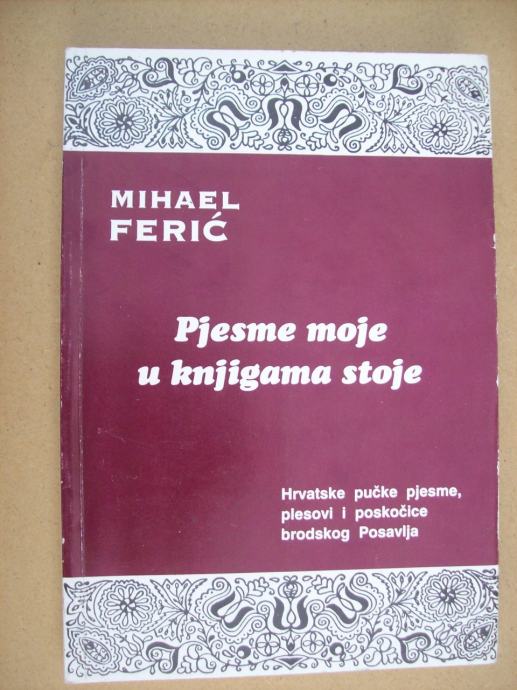 MIHAEL
FERIĆ
Pjesme moje
u knjigama stoje
Hrvatske pučke pjesme,
plesovi i poskočice
brodskog Posavlja